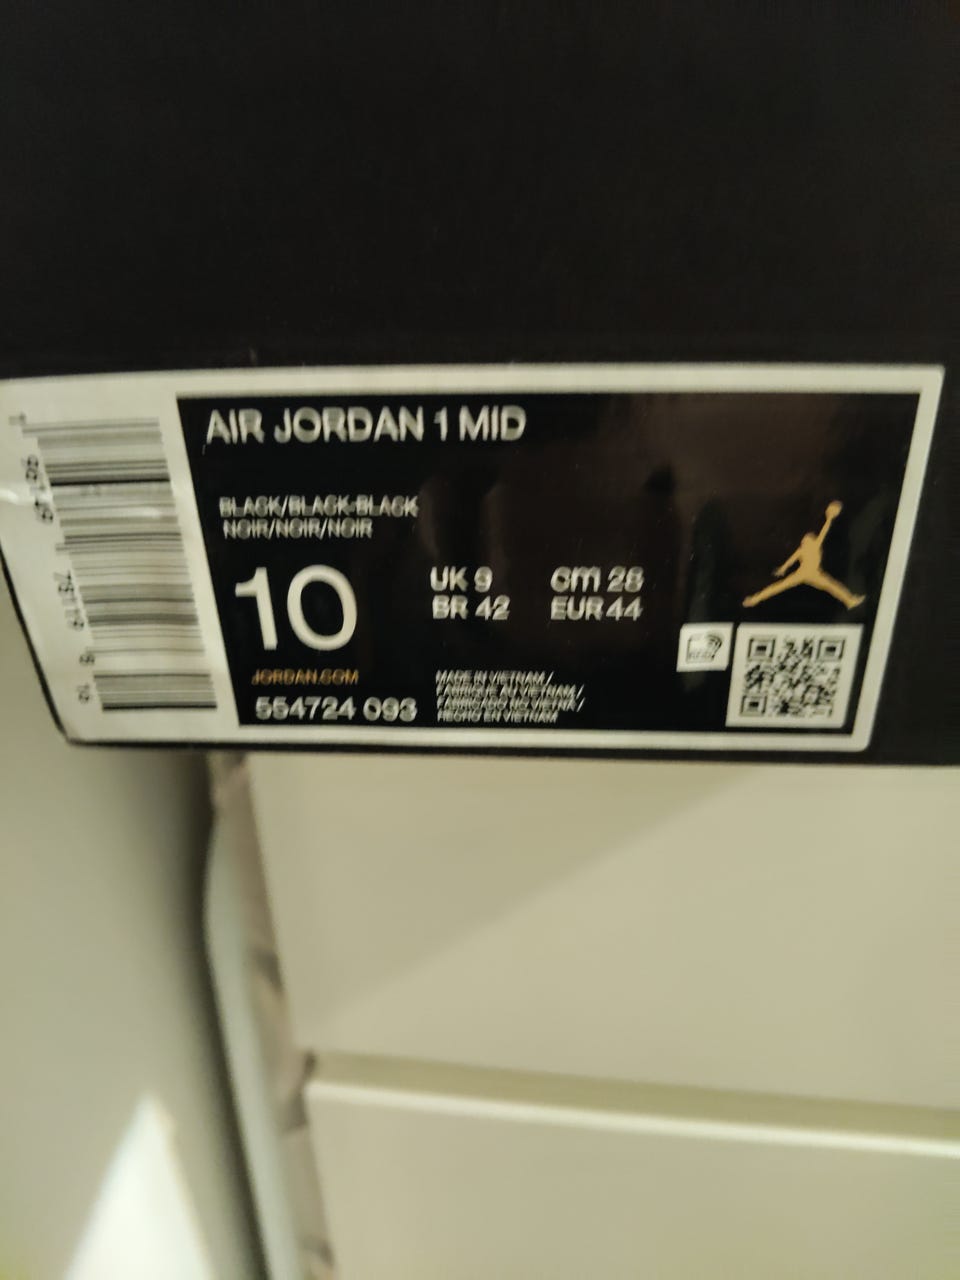 AIR JORDAN 1 MID
BLACK/BLACK-BLACK
NOIR/NOIR/NOIR
10
UK 9
CM 28
BR 42
EUR 44
JORDAN.COM
554724 093
MADE IN VIETNAM /
FABRIQUE AU VIETNAM /
FABRICADO NO VIETNÃ /
HECHO EN VIETNAM